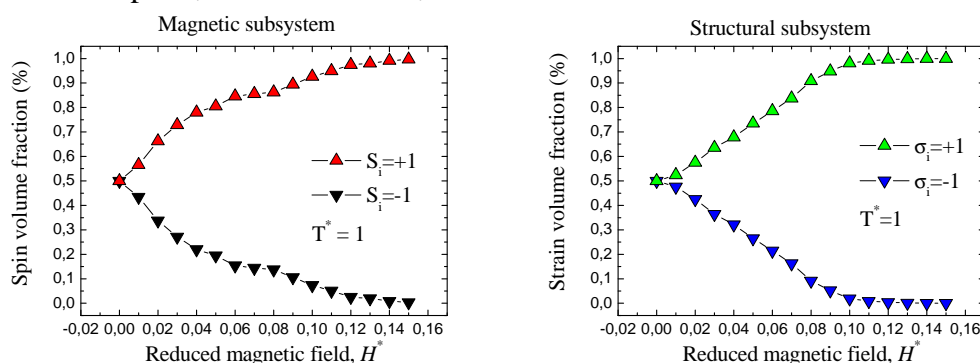 Magnetic subsystem
1,0
0,9
0,8
0,7
0,6
0,5
0,4
0,3
0,2
0,1
0,0
Spin volume fraction (%)
S_i=+1
S_i=-1
T* = 1
-0,02 0,00 0,02 0,04 0,06 0,08 0,10 0,12 0,14 0,16
Reduced magnetic field, H*
Structural subsystem
1,0
0,9
0,8
0,7
0,6
0,5
0,4
0,3
0,2
0,1
0,0
Strain volume fraction (%)
σ_i=+1
σ_i=-1
T*=1
-0,02 0,00 0,02 0,04 0,06 0,08 0,10 0,12 0,14 0,16
Reduced magnetic field, H*